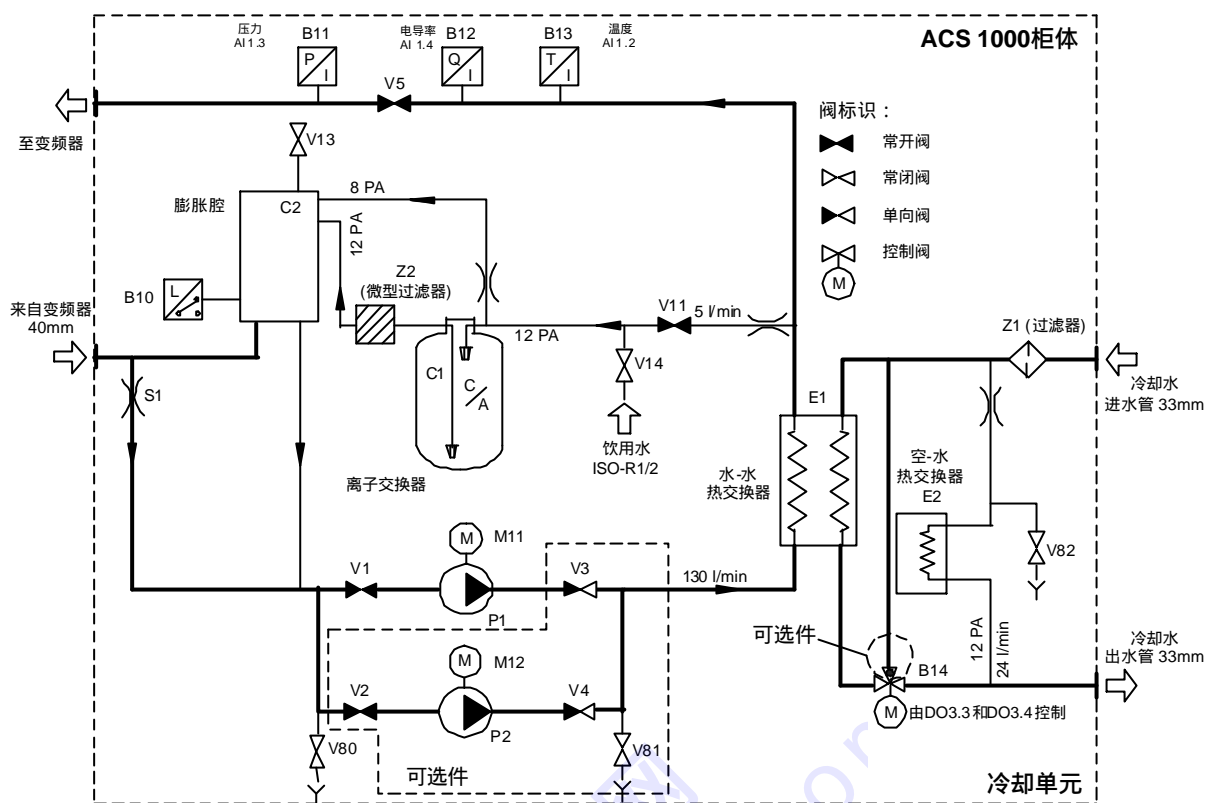 压力
AI 1.3
B11
P
I
电导率
AI 1.4
B12
Q
I
B13
T
I
温度
AI 1.2
ACS 1000柜体
V5
至变频器
V13
阀标识：
常开阀
常闭阀
单向阀
控制阀
M
膨胀腔
C2
8 PA
12 PA
B10
L
Z2
(微型过滤器)
来自变频器
40mm
12 PA
V11
5 l/min
V14
饮用水
ISO-R1/2
S1
C1
C
A
离子交换器
Z1 (过滤器)
冷却水
进水管 33mm
E1
水-水
热交换器
空-水
热交换器
E2
V82
M
M11
V1
P1
V3
130 l/min
M
M12
V2
P2
V4
V80
V81
可选件
可选件
B14
M
由DO3.3和DO3.4 控制
12 PA
24 l/min
冷却水
出水管 33mm
冷却单元